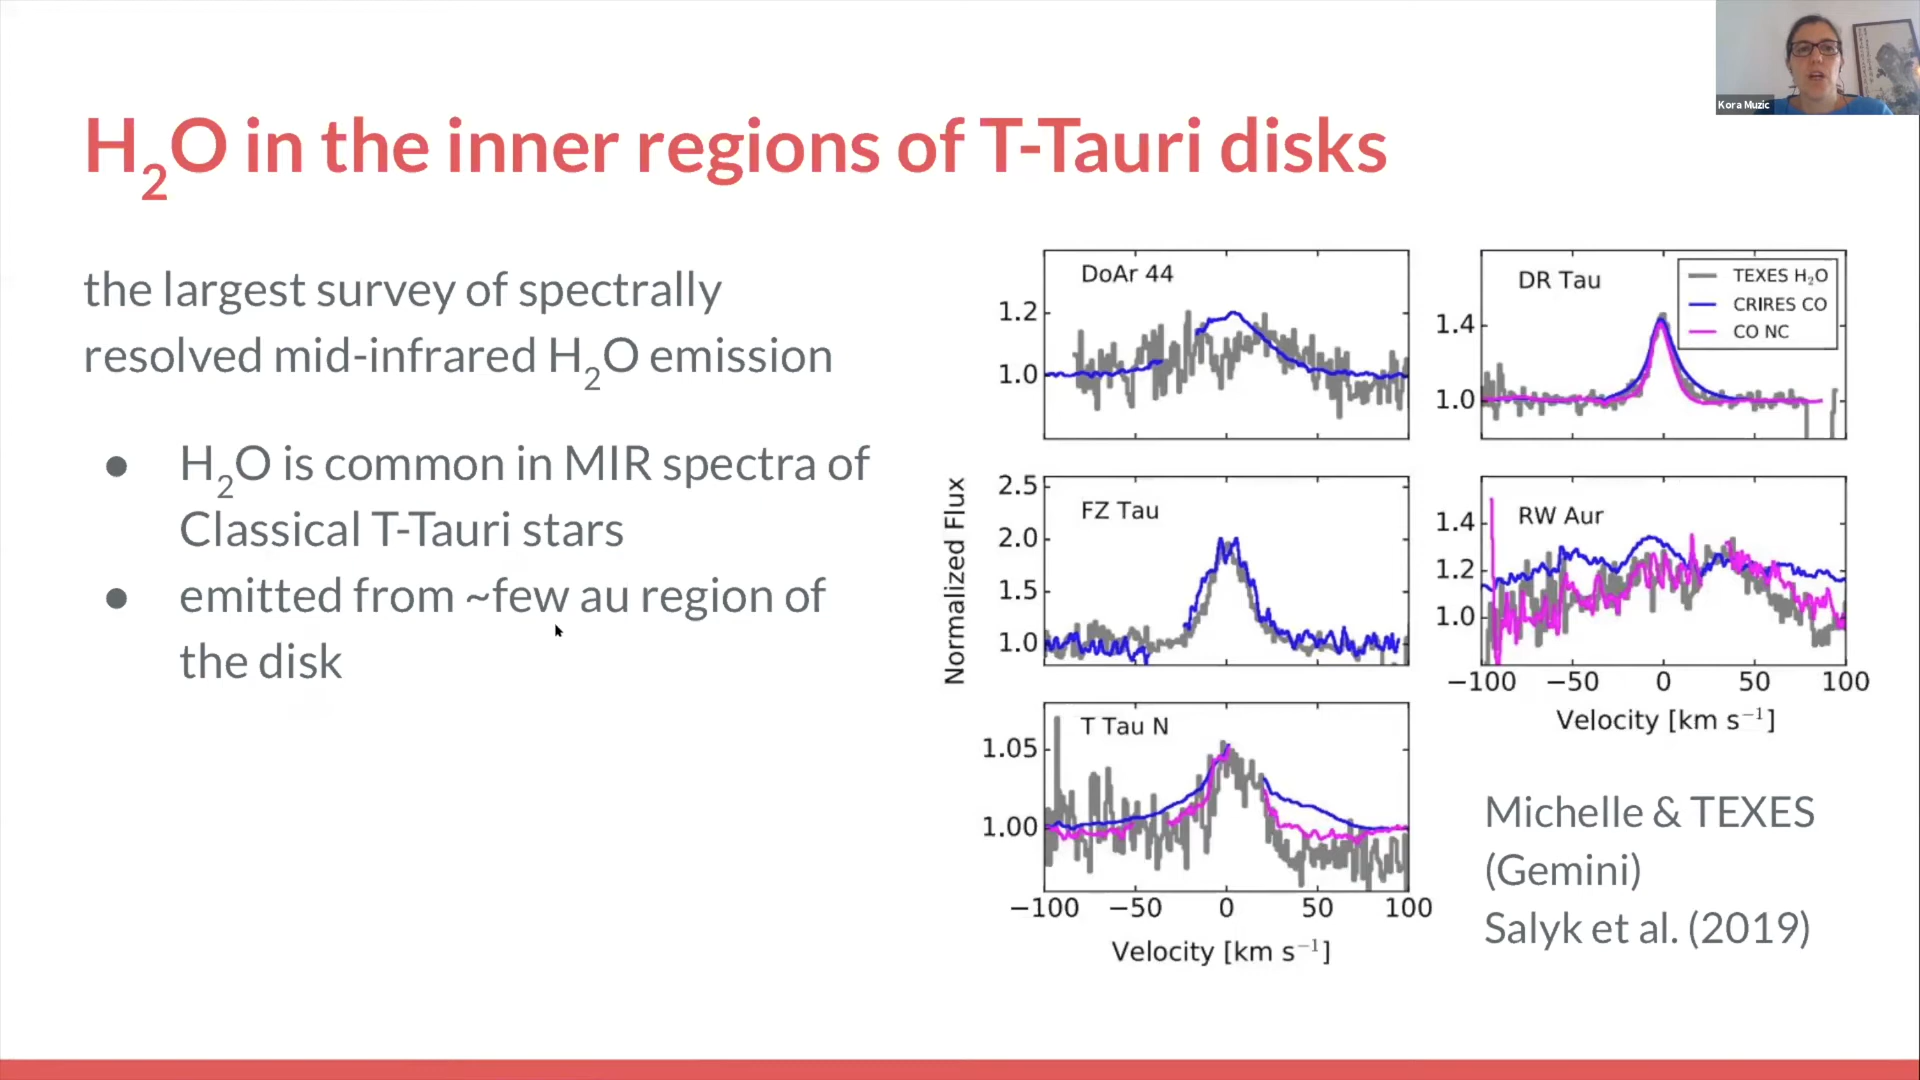 Kora Muzic
H₂O in the inner regions of T-Tauri disks
the largest survey of spectrally
resolved mid-infrared H₂O emission
● H₂O is common in MIR spectra of
Classical T-Tauri stars
● emitted from ~few au region of
the disk
Normalized Flux
DoAr 44
1.2
1.0
DR Tau
TEXES H₂O
CRIRES CO
CO NC
1.4
1.0
FZ Tau
2.5
2.0
1.5
1.0
RW Aur
1.4
1.2
1.0
−100 −50 0 50 100
Velocity [km s⁻¹]
T Tau N
1.05
1.00
−100 −50 0 50 100
Velocity [km s⁻¹]
Michelle & TEXES
(Gemini)
Salyk et al. (2019)